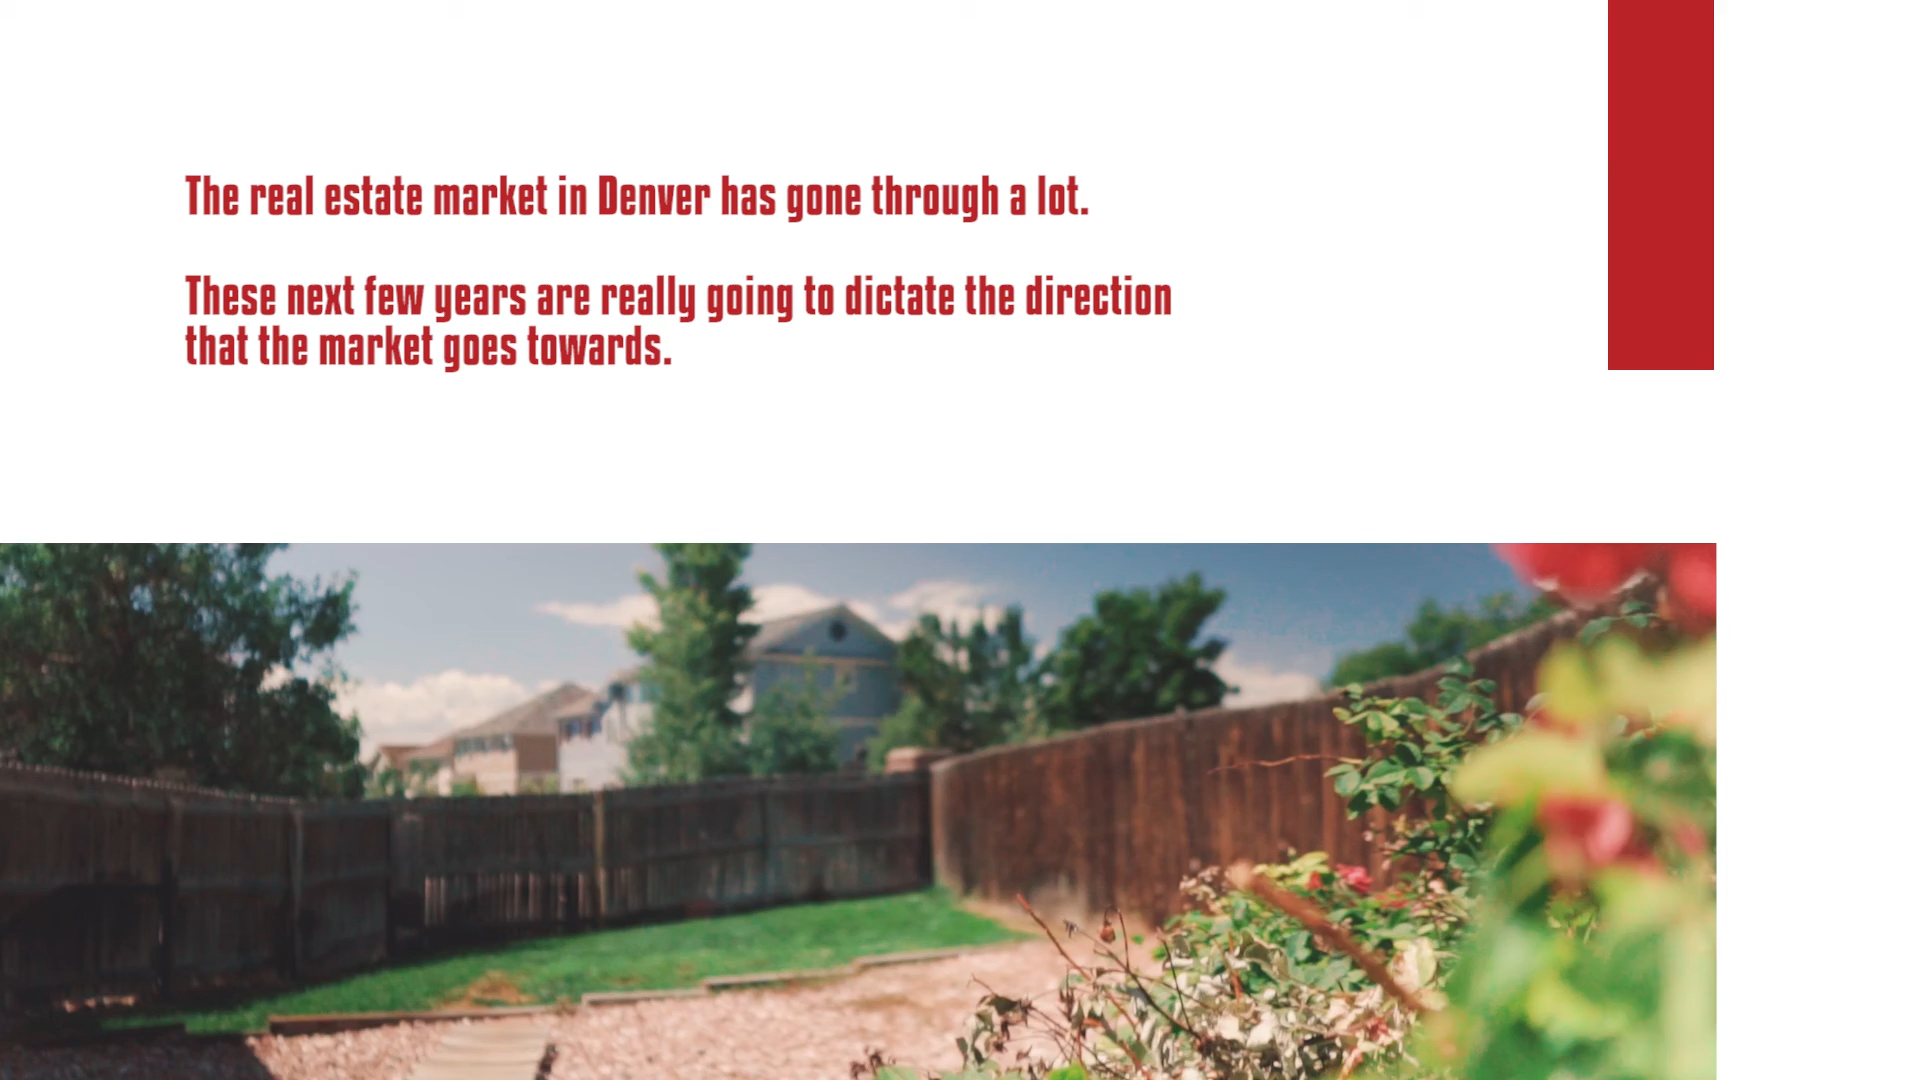 The real estate market in Denver has gone through a lot.
These next few years are really going to dictate the direction
that the market goes towards.